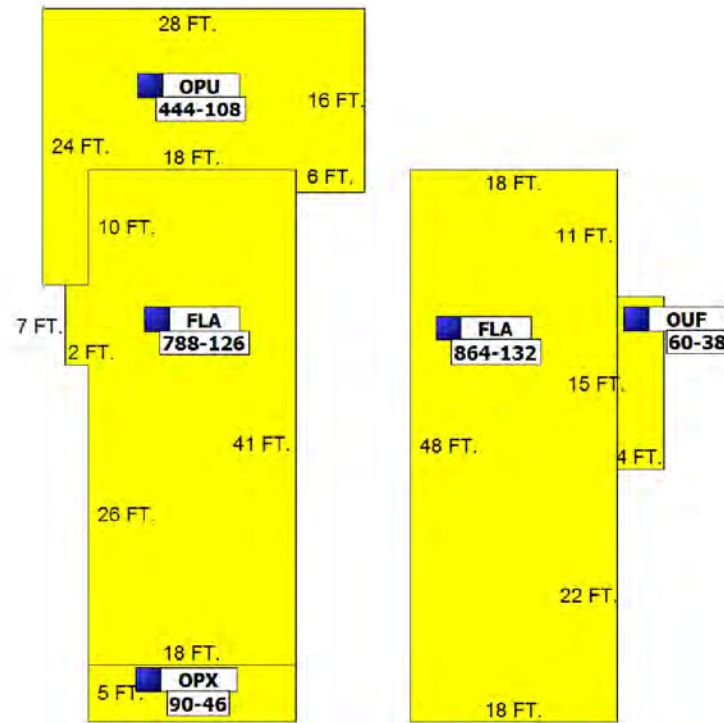 28 FT.
OPU
444-108
16 FT.
24 FT.
18 FT.
6 FT.
10 FT.
7 FT.
FLA
788-126
2 FT.
41 FT.
26 FT.
18 FT.
OPX
5 FT.
90-46
18 FT.
11 FT.
FLA
864-132
OUF
60-38
15 FT.
48 FT.
4 FT.
22 FT.
18 FT.